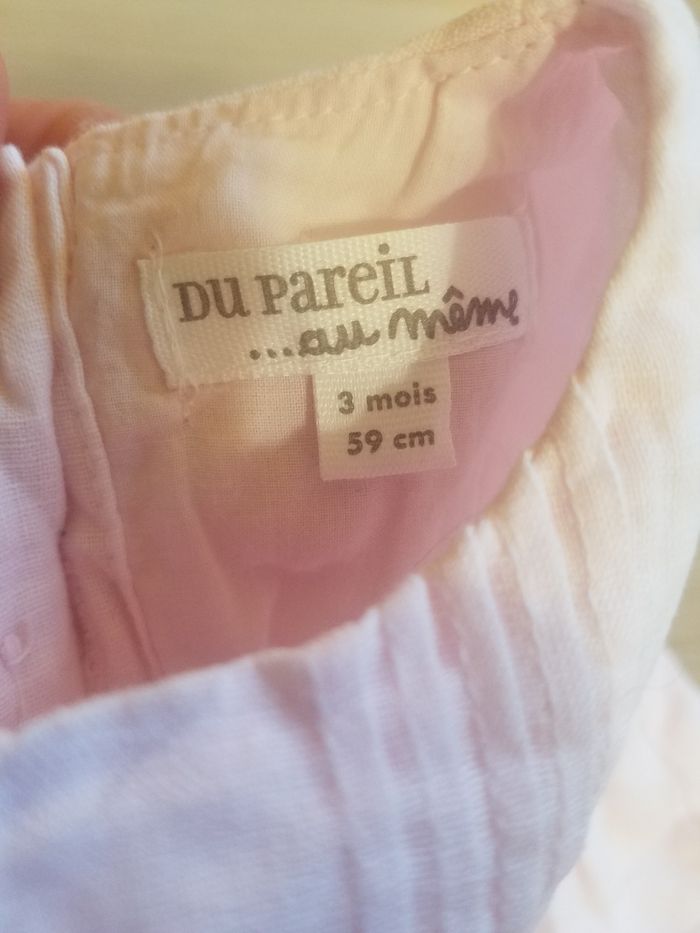 DU PareiL
...au même
3 mois
59 cm